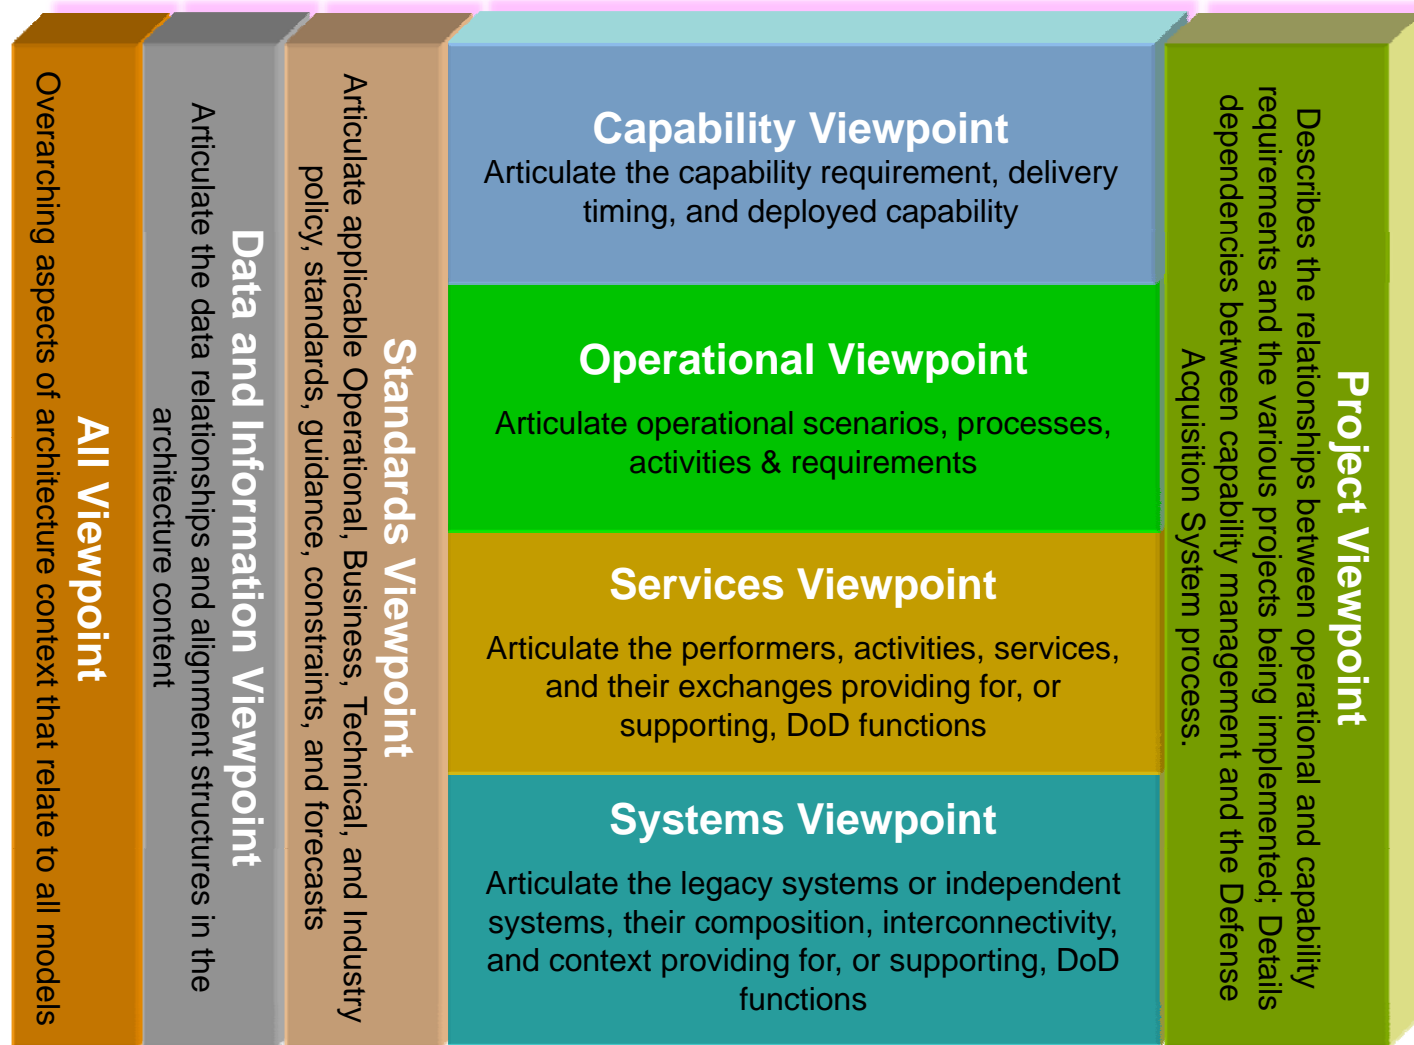 All Viewpoint
Overarching aspects of architecture context that relate to all models
Data and Information Viewpoint
Articulate the data relationships and alignment structures in the
architecture content
Standards Viewpoint
Articulate applicable Operational, Business, Technical, and Industry
policy, standards, guidance, constraints, and forecasts
Capability Viewpoint
Articulate the capability requirement, delivery
timing, and deployed capability
Operational Viewpoint
Articulate operational scenarios, processes,
activities & requirements
Services Viewpoint
Articulate the performers, activities, services,
and their exchanges providing for, or
supporting, DoD functions
Systems Viewpoint
Articulate the legacy systems or independent
systems, their composition, interconnectivity,
and context providing for, or supporting, DoD
functions
Project Viewpoint
Describes the relationships between operational and capability
requirements and the various projects being implemented; Details
dependencies between capability management and the Defense
Acquisition System process.